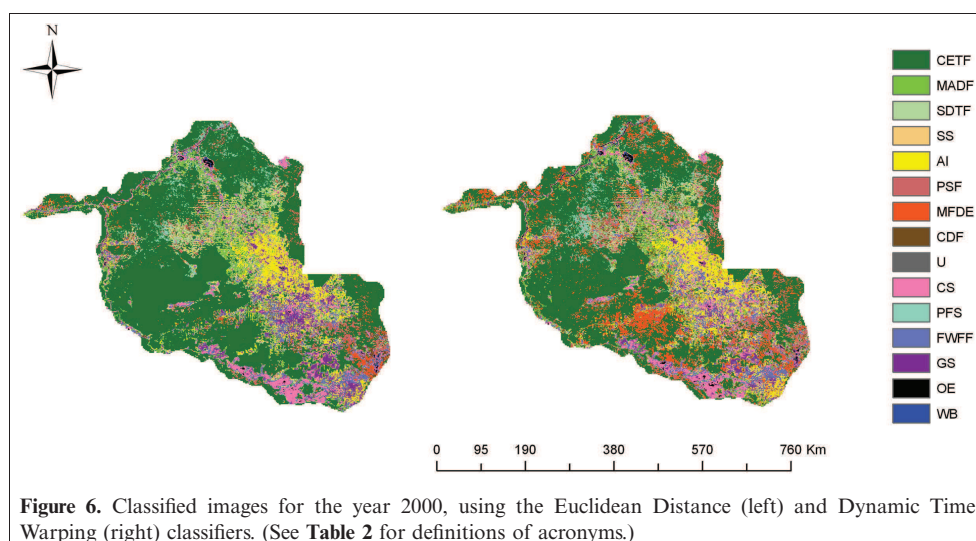 N
CETF
MADF
SDTF
SS
AI
PSF
MFDE
CDF
U
CS
PFS
FWFF
GS
OE
WB
0 95 190 380 570 760 Km
Figure 6. Classified images for the year 2000, using the Euclidean Distance (left) and Dynamic Time
Warping (right) classifiers. (See Table 2 for definitions of acronyms.)